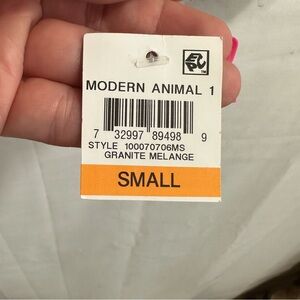 MODERN ANIMAL 1
7 32997 89498 9
STYLE 100070706MS
GRANITE MELANGE
SMALL